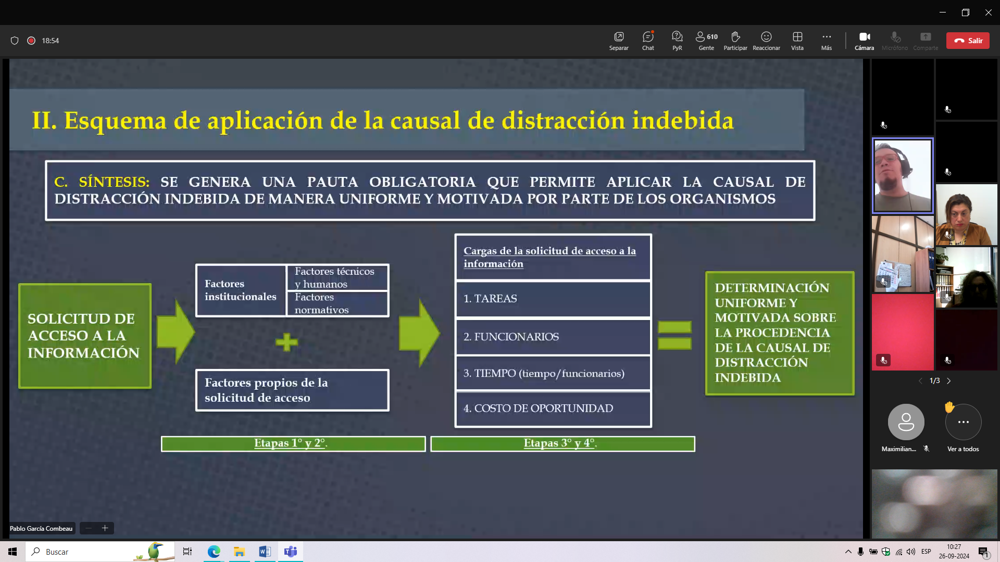 18:54
Separar
Chat
PyR
610
Gente
Participar
Reaccionar
Vista
Más
Cámara
Micrófono
Comparte
Salir
II. Esquema de aplicación de la causal de distracción indebida
C. SÍNTESIS: SE GENERA UNA PAUTA OBLIGATORIA QUE PERMITE APLICAR LA CAUSAL DE
DISTRACCIÓN INDEBIDA DE MANERA UNIFORME Y MOTIVADA POR PARTE DE LOS ORGANISMOS
SOLICITUD DE
ACCESO A LA
INFORMACIÓN
Factores
institucionales
Factores técnicos
y humanos
Factores
normativos
Factores propios de la
solicitud de acceso
Cargas de la solicitud de acceso a la
información
1. TAREAS
2. FUNCIONARIOS
3. TIEMPO (tiempo/funcionarios)
4. COSTO DE OPORTUNIDAD
DETERMINACIÓN
UNIFORME Y
MOTIVADA SOBRE
LA PROCEDENCIA
DE LA CAUSAL DE
DISTRACCIÓN
INDEBIDA
Etapas 1° y 2°.
Etapas 3° y 4°.
1/3
Maximilian...
Ver a todos
Pablo García Combeau
Buscar
ESP
10:27
26-09-2024
1